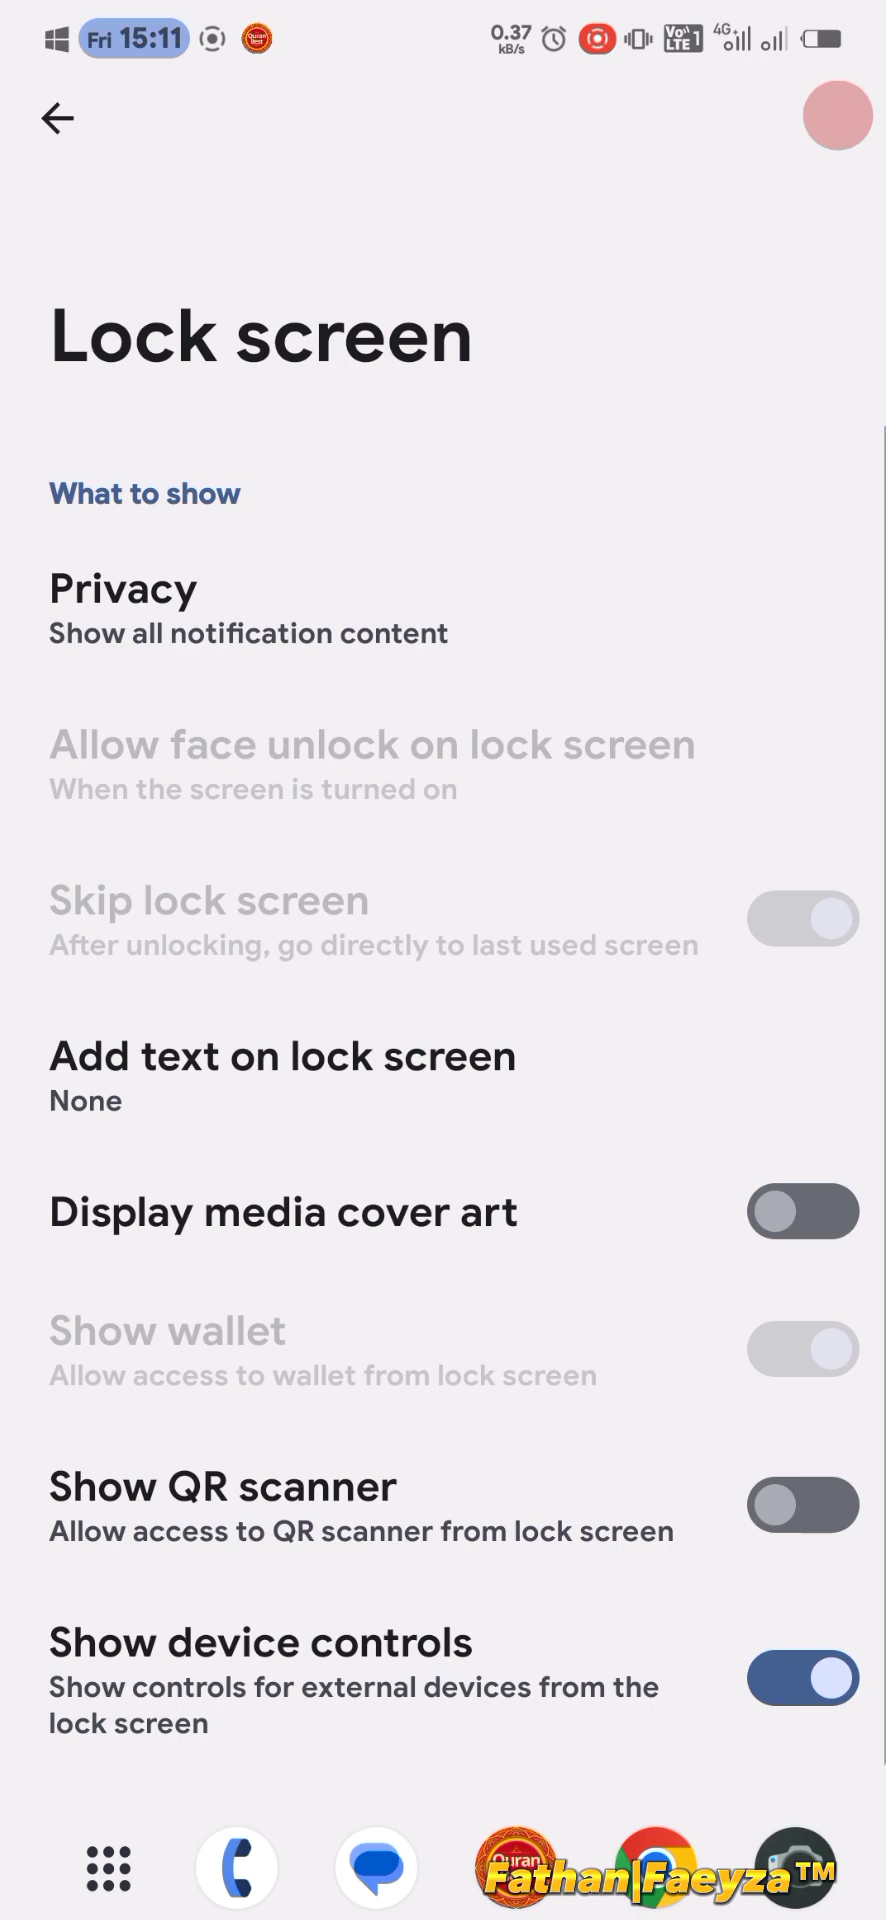 Fri 15:11
0.37
kB/s
Vo
LTE 1
4G+
Lock screen
What to show
Privacy
Show all notification content
Allow face unlock on lock screen
When the screen is turned on
Skip lock screen
After unlocking, go directly to last used screen
Add text on lock screen
None
Display media cover art
Show wallet
Allow access to wallet from lock screen
Show QR scanner
Allow access to QR scanner from lock screen
Show device controls
Show controls for external devices from the
lock screen
Quran
Fathan|Faeyza™